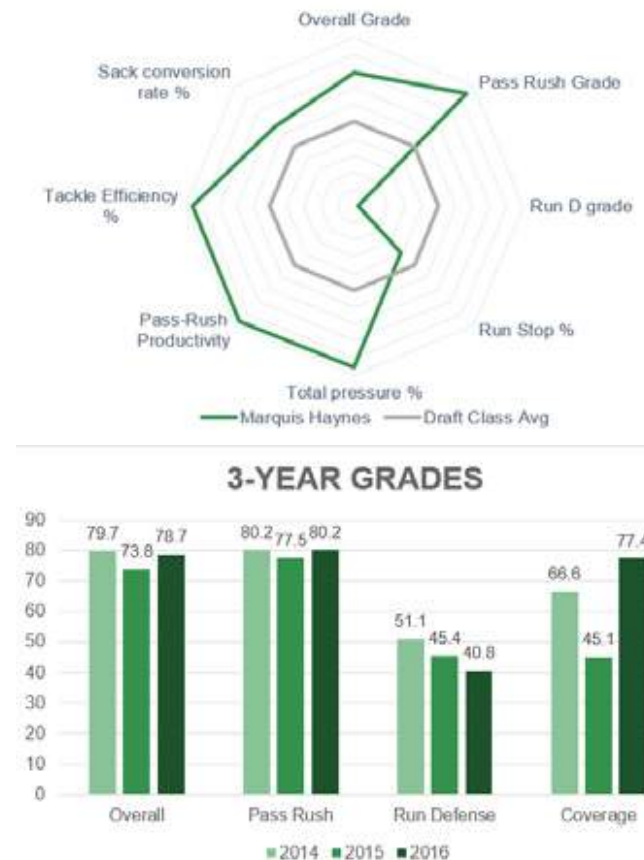 Overall Grade
Sack conversion
rate %
Pass Rush Grade
Tackle Efficiency
%
Run D grade
Pass-Rush
Productivity
Run Stop %
Total pressure %
Marquis Haynes Draft Class Avg
3-YEAR GRADES
90
80
70
60
50
40
30
20
10
0
79.7 73.8 78.7
80.2 77.5 80.2
51.1 45.4 40.8
66.6 45.1 77.4
Overall Pass Rush Run Defense Coverage
2014 2015 2016